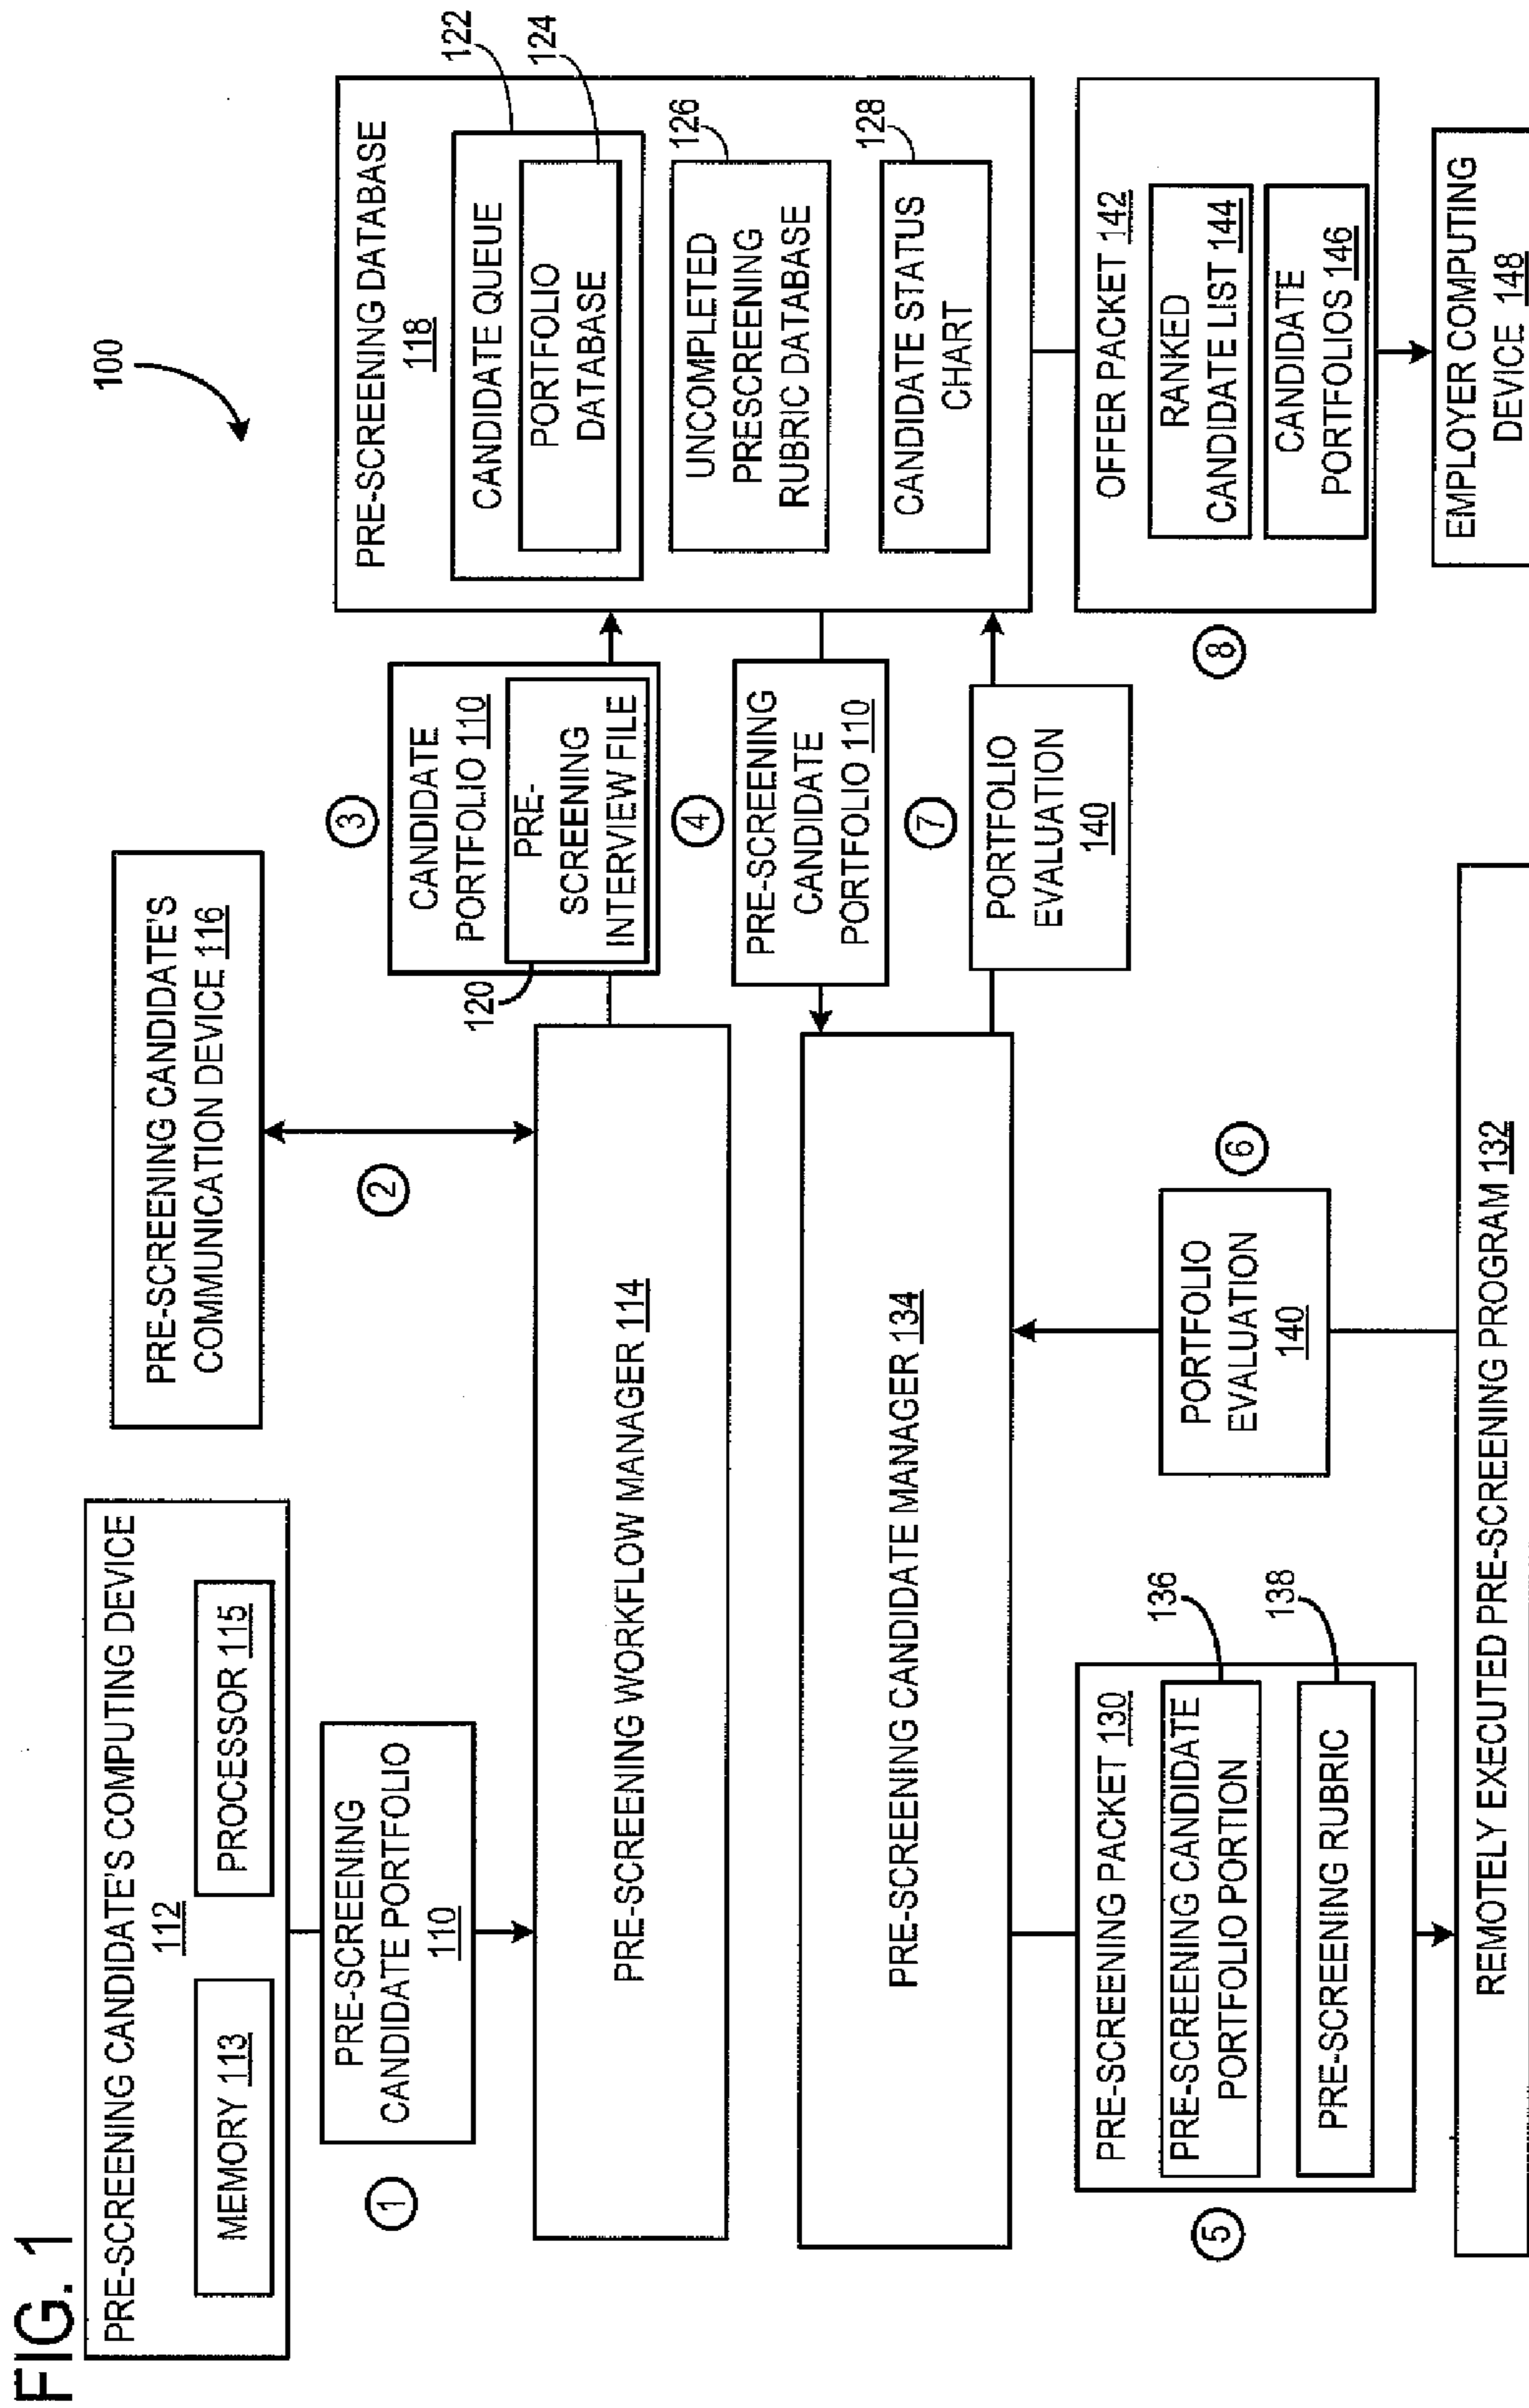 FIG. 1
100
PRE-SCREENING CANDIDATE'S COMPUTING DEVICE
112
MEMORY 113
PROCESSOR 115
PRE-SCREENING CANDIDATE'S
COMMUNICATION DEVICE 116
1
PRE-SCREENING
CANDIDATE PORTFOLIO
110
2
PRE-SCREENING WORKFLOW MANAGER 114
3
CANDIDATE
PORTFOLIO 110
PRE-
SCREENING
INTERVIEW FILE
120
PRE-SCREENING DATABASE
118
CANDIDATE QUEUE
122
PORTFOLIO
DATABASE
124
UNCOMPLETED
PRESCREENING
RUBRIC DATABASE
126
CANDIDATE STATUS
CHART
128
4
PRE-SCREENING
CANDIDATE
PORTFOLIO 110
PRE-SCREENING CANDIDATE MANAGER 134
7
PORTFOLIO
EVALUATION
140
5
PRE-SCREENING PACKET 130
PRE-SCREENING CANDIDATE
PORTFOLIO PORTION
136
PRE-SCREENING RUBRIC
138
6
PORTFOLIO
EVALUATION
140
REMOTELY EXECUTED PRE-SCREENING PROGRAM 132
8
OFFER PACKET 142
RANKED
CANDIDATE LIST 144
CANDIDATE
PORTFOLIOS 146
EMPLOYER COMPUTING
DEVICE 148